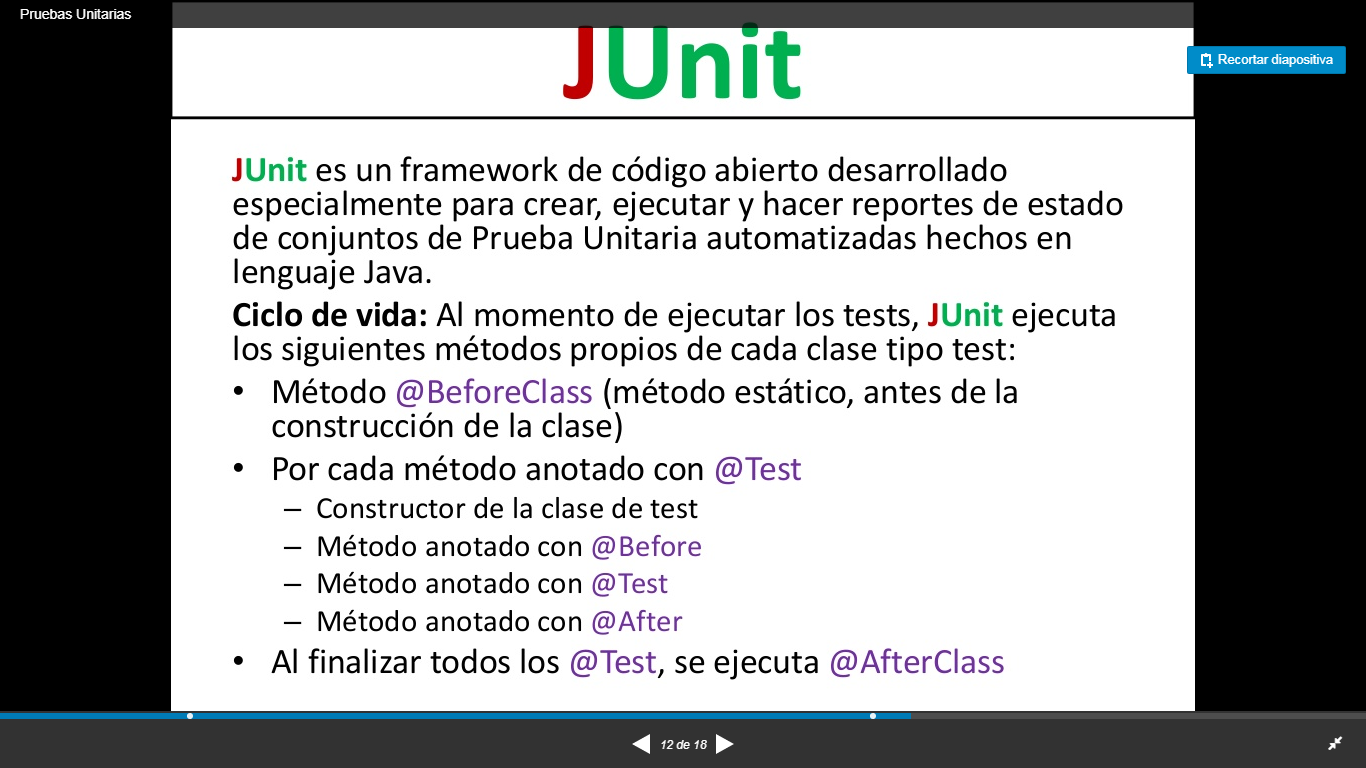 Pruebas Unitarias
JUnit
Recortar diapositiva
JUnit es un framework de código abierto desarrollado
especialmente para crear, ejecutar y hacer reportes de estado
de conjuntos de Prueba Unitaria automatizadas hechos en
lenguaje Java.
Ciclo de vida: Al momento de ejecutar los tests, JUnit ejecuta
los siguientes métodos propios de cada clase tipo test:
• Método @BeforeClass (método estático, antes de la
construcción de la clase)
• Por cada método anotado con @Test
– Constructor de la clase de test
– Método anotado con @Before
– Método anotado con @Test
– Método anotado con @After
• Al finalizar todos los @Test, se ejecuta @AfterClass
12 de 18